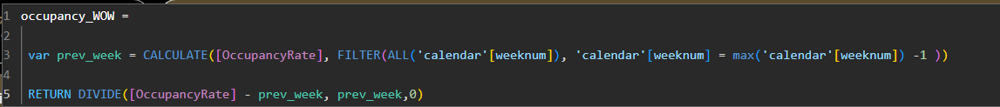 1 occupancy_WOW =
2
3 var prev_week = CALCULATE([OccupancyRate], FILTER(ALL('calendar'[weeknum]), 'calendar'[weeknum] = max('calendar'[weeknum]) -1 ))
4
5 RETURN DIVIDE([OccupancyRate] - prev_week, prev_week,0)